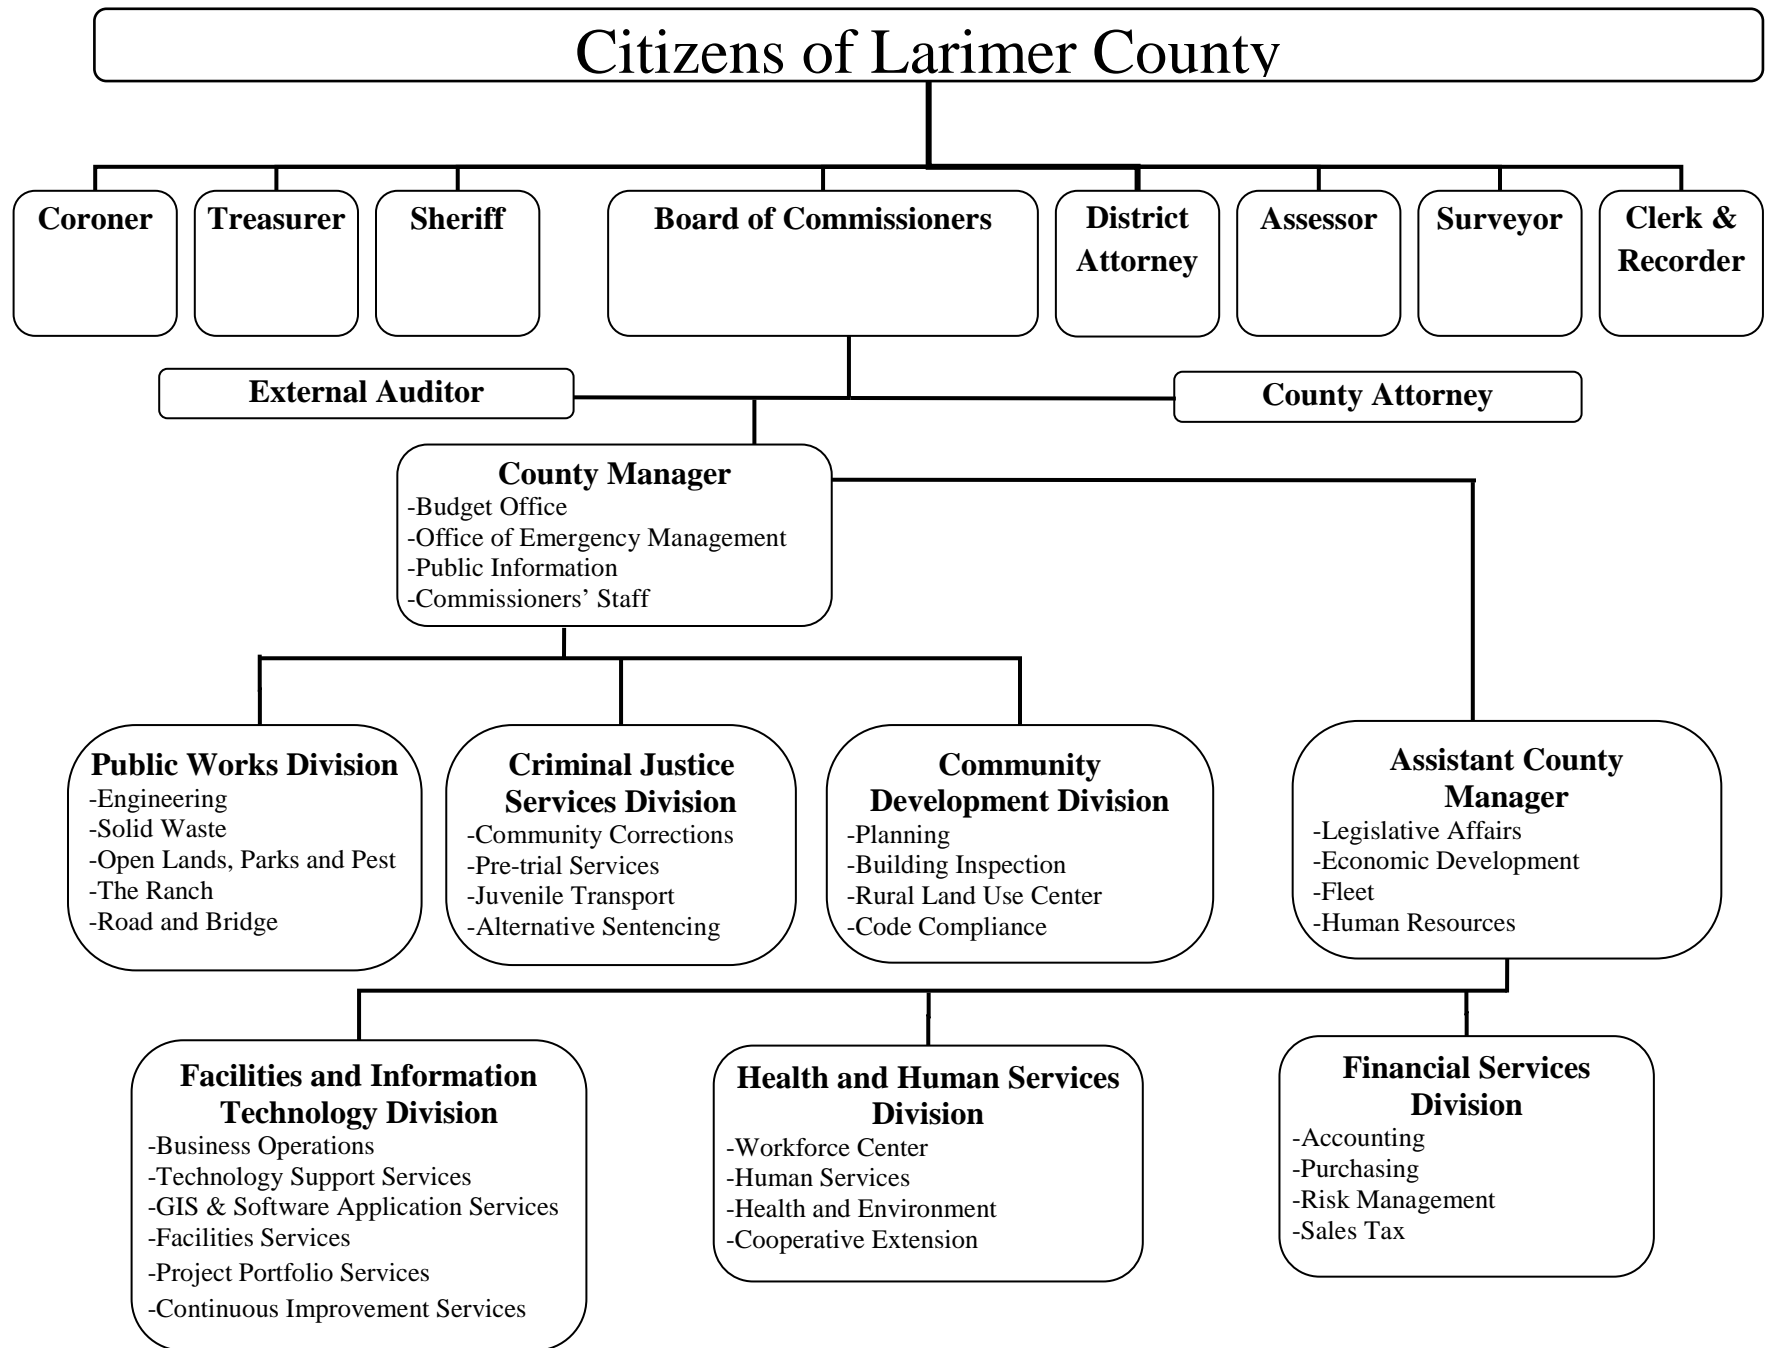 Citizens of Larimer County
Coroner
Treasurer
Sheriff
Board of Commissioners
District
Attorney
Assessor
Surveyor
Clerk &
Recorder
External Auditor
County Attorney
County Manager
-Budget Office
-Office of Emergency Management
-Public Information
-Commissioners’ Staff
Public Works Division
-Engineering
-Solid Waste
-Open Lands, Parks and Pest
-The Ranch
-Road and Bridge
Criminal Justice
Services Division
-Community Corrections
-Pre-trial Services
-Juvenile Transport
-Alternative Sentencing
Community
Development Division
-Planning
-Building Inspection
-Rural Land Use Center
-Code Compliance
Assistant County
Manager
-Legislative Affairs
-Economic Development
-Fleet
-Human Resources
Facilities and Information
Technology Division
-Business Operations
-Technology Support Services
-GIS & Software Application Services
-Facilities Services
-Project Portfolio Services
-Continuous Improvement Services
Health and Human Services
Division
-Workforce Center
-Human Services
-Health and Environment
-Cooperative Extension
Financial Services
Division
-Accounting
-Purchasing
-Risk Management
-Sales Tax